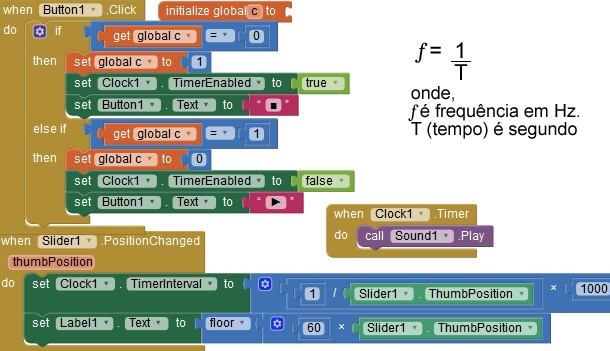 when Button1 .Click
initialize global c to
do if get global c = 0
then set global c to 1
set Clock1 . TimerEnabled to true
set Button1 . Text to " ■ "
else if get global c = 1
then set global c to 0
set Clock1 . TimerEnabled to false
set Button1 . Text to " ▶ "
f = 1
T
onde,
f é frequência em Hz.
T (tempo) é segundo
when Clock1 .Timer
do call Sound1 .Play
when Slider1 .PositionChanged
thumbPosition
do set Clock1 . TimerInterval to 1 / Slider1 . ThumbPosition × 1000
set Label1 . Text to floor 60 × Slider1 . ThumbPosition